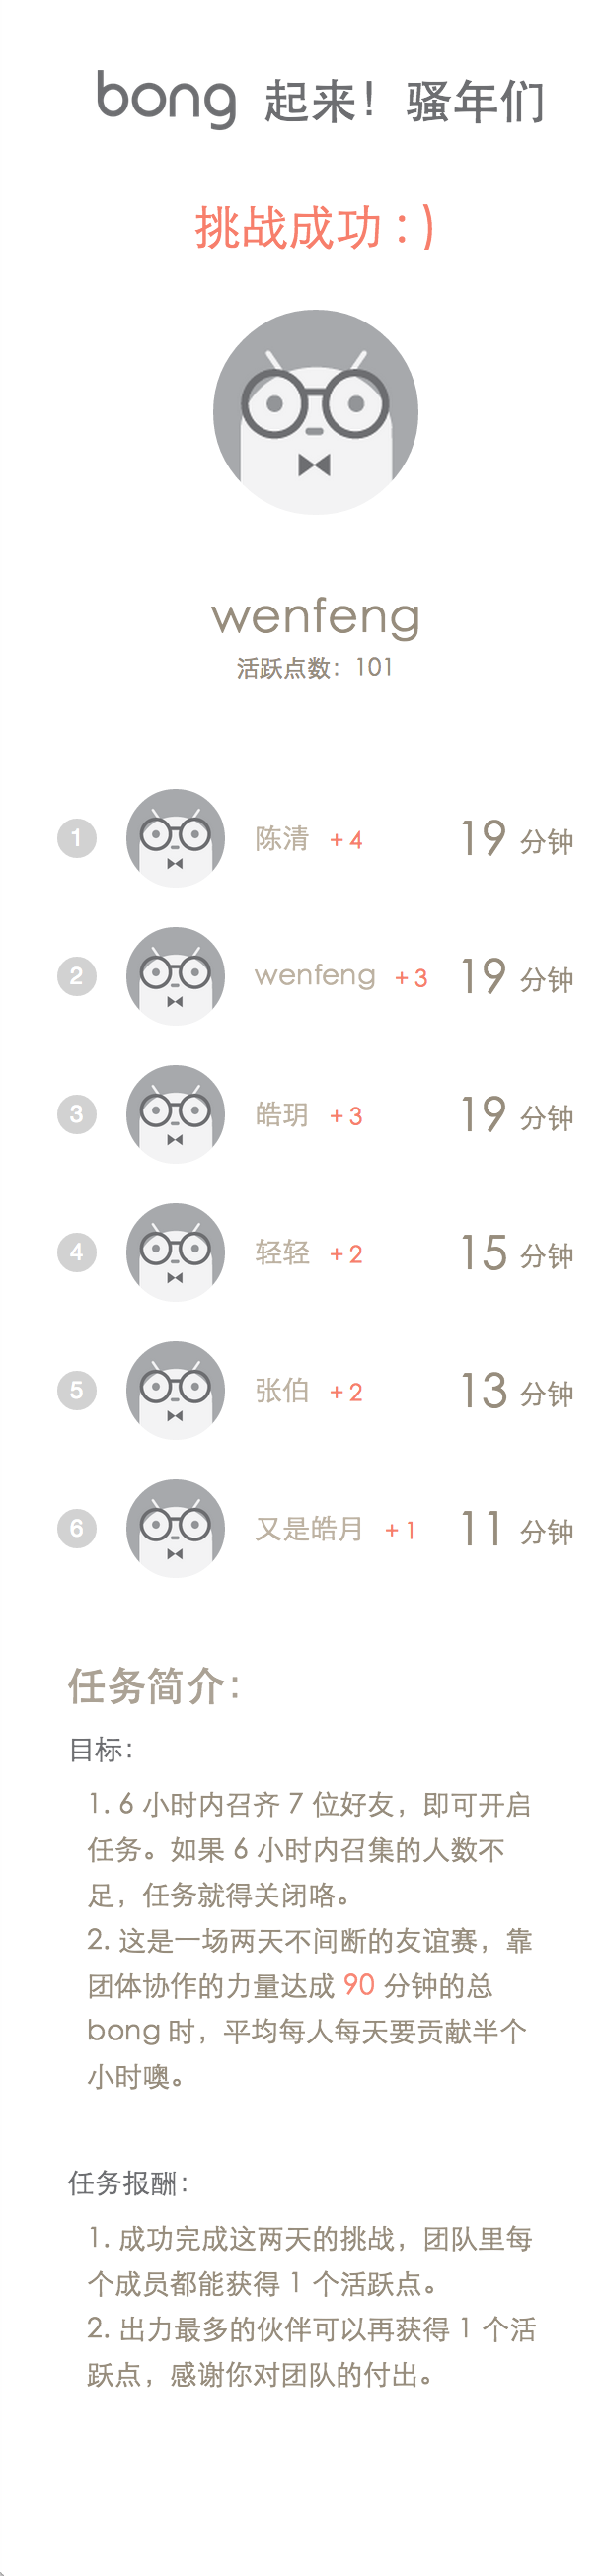 bong 起来！骚年们
挑战成功 : )
wenfeng
活跃点数：101
1 陈清 + 4 19 分钟
2 wenfeng + 3 19 分钟
3 皓玥 + 3 19 分钟
4 轻轻 + 2 15 分钟
5 张伯 + 2 13 分钟
6 又是皓月 + 1 11 分钟
任务简介：
目标：
1. 6 小时内召齐 7 位好友，即可开启
任务。如果 6 小时内召集的人数不
足，任务就得关闭咯。
2. 这是一场两天不间断的友谊赛，靠
团体协作的力量达成 90 分钟的总
bong 时，平均每人每天要贡献半个
小时噢。
任务报酬：
1. 成功完成这两天的挑战，团队里每
个成员都能获得 1 个活跃点。
2. 出力最多的伙伴可以再获得 1 个活
跃点，感谢你对团队的付出。